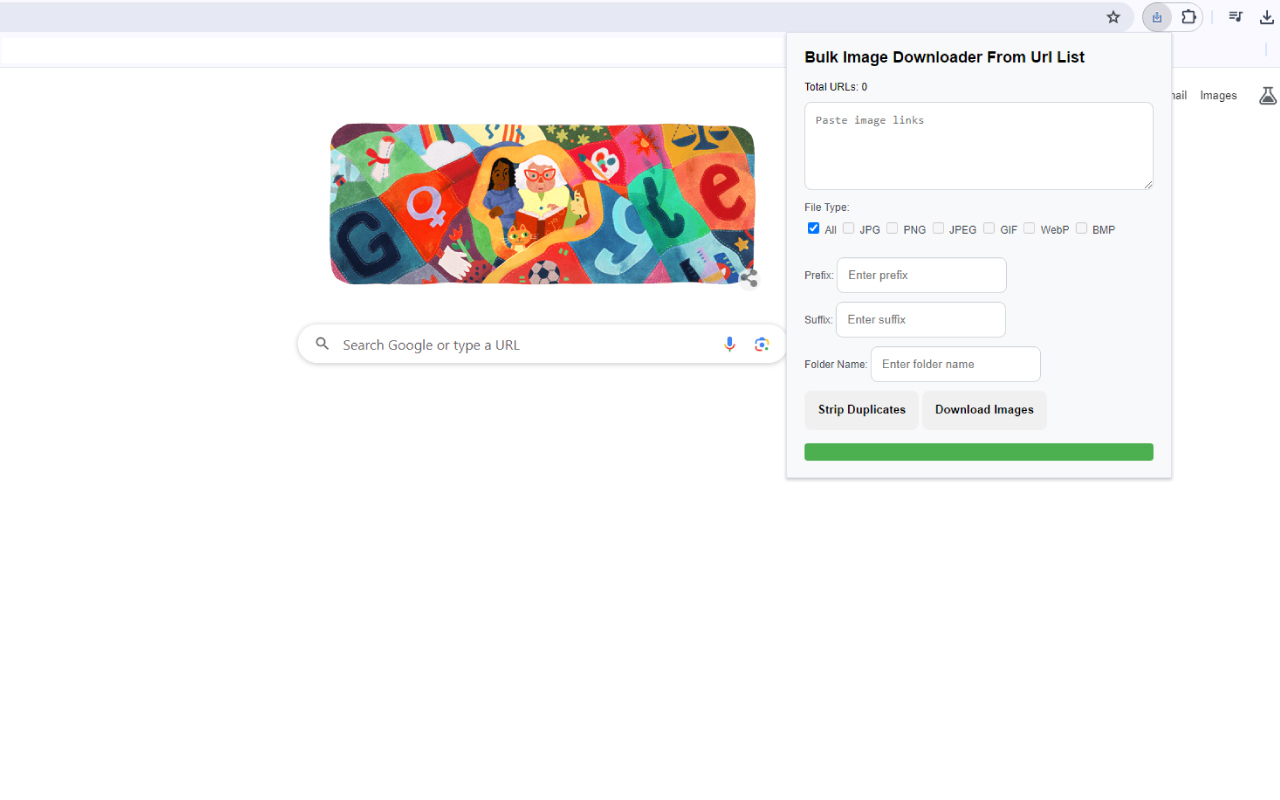 Bulk Image Downloader From Url List
Total URLs: 0
Images
Paste image links
File Type:
All JPG PNG JPEG GIF WebP BMP
Prefix: Enter prefix
Suffix: Enter suffix
Folder Name: Enter folder name
Strip Duplicates Download Images
G g l e
Search Google or type a URL